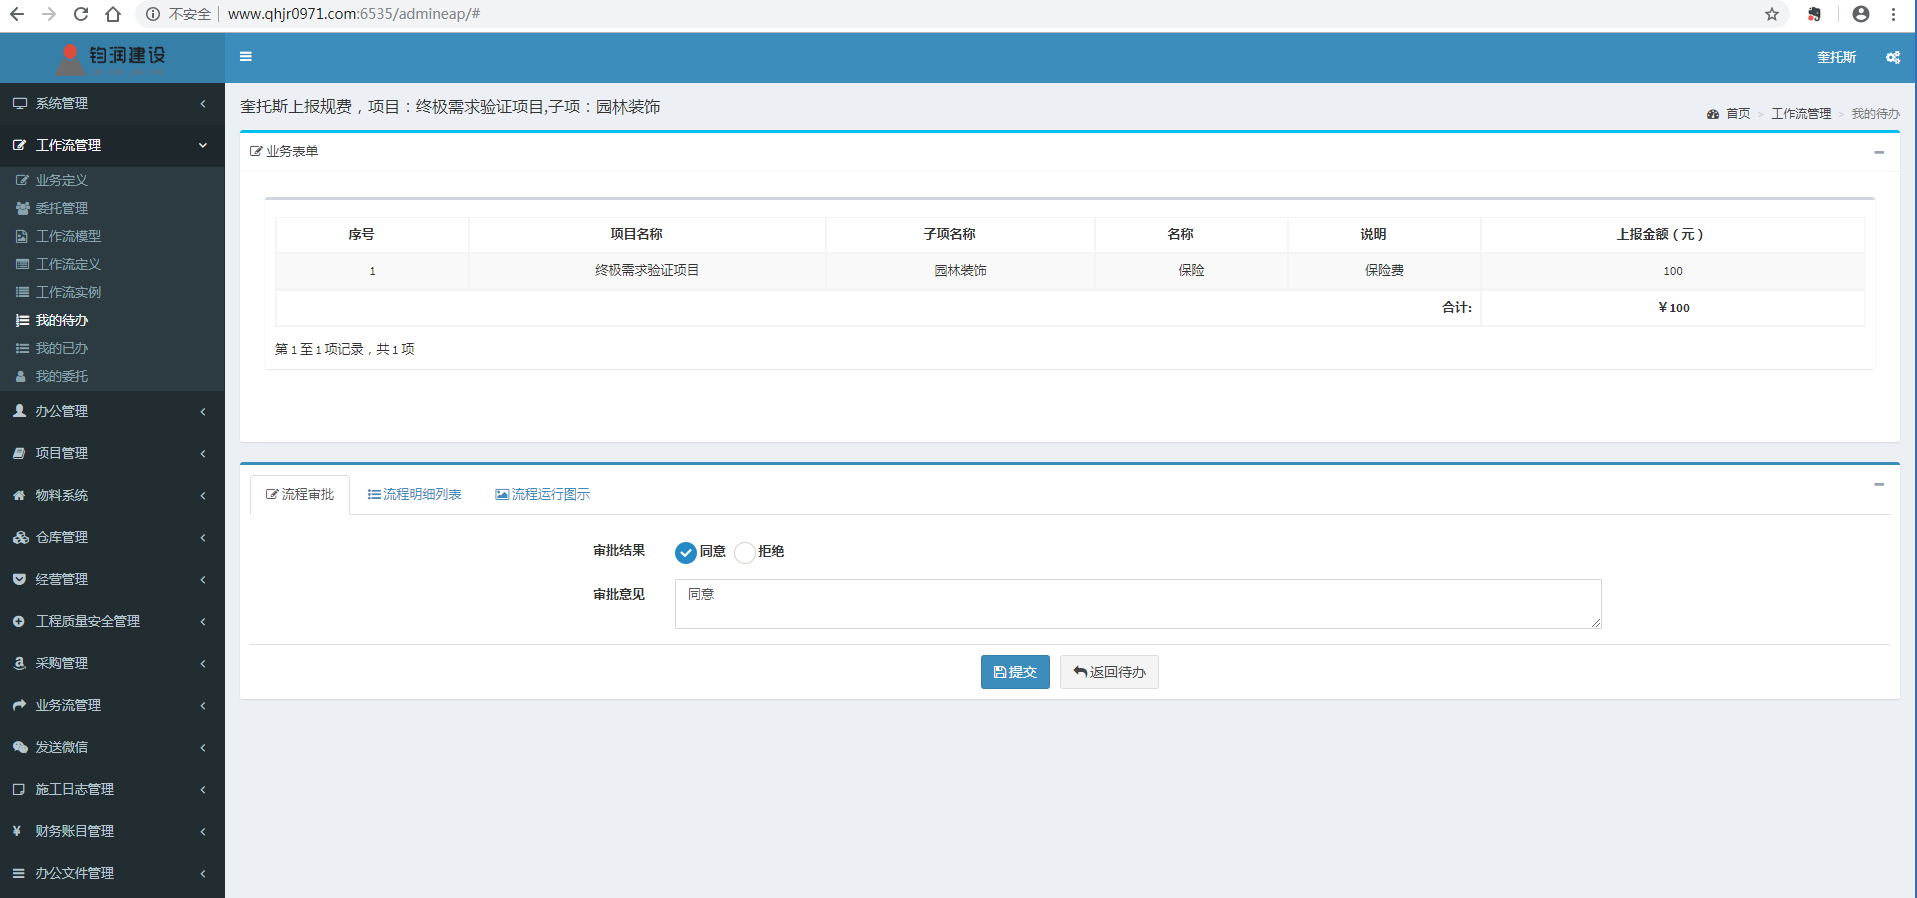 不安全 www.qhjr0971.com:6535/admineap/#
钧润建设
奎托斯
系统管理
工作流管理
业务定义
委托管理
工作流模型
工作流定义
工作流实例
我的待办
我的已办
我的委托
办公管理
项目管理
物料系统
仓库管理
经营管理
工程质量安全管理
采购管理
业务流管理
发送微信
施工日志管理
财务账目管理
办公文件管理
奎托斯上报规费，项目：终极需求验证项目,子项：园林装饰
首页 > 工作流管理 > 我的待办
业务表单
序号 项目名称 子项名称 名称 说明 上报金额（元）
1 终极需求验证项目 园林装饰 保险 保险费 100
合计: ￥100
第 1 至 1 项记录，共 1 项
流程审批 流程明细列表 流程运行图示
审批结果 同意 拒绝
审批意见 同意
提交 返回待办